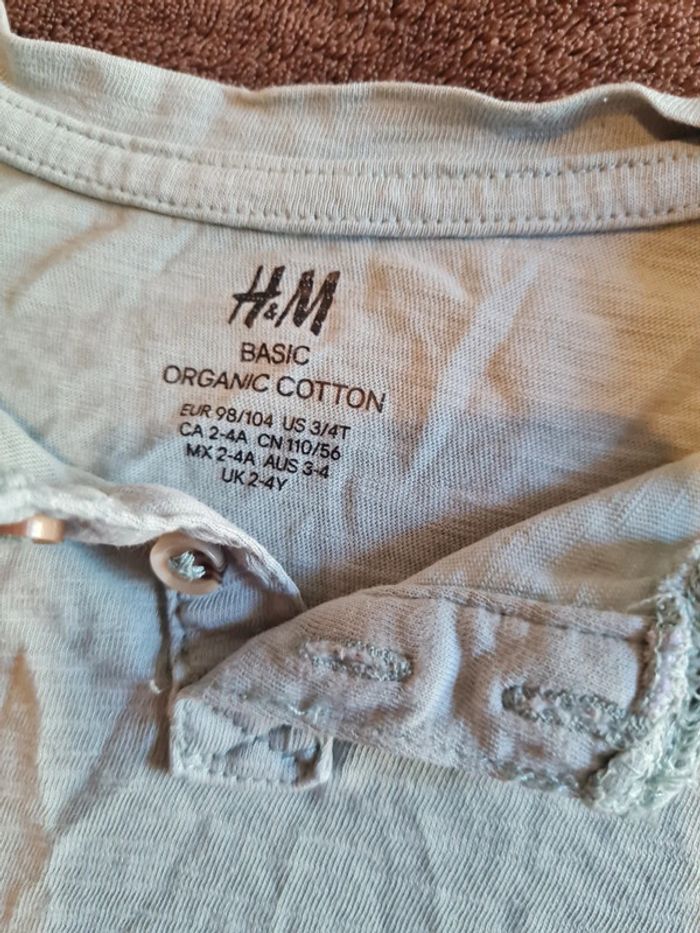 H&M
BASIC
ORGANIC COTTON
EUR 98/104 US 3/4T
CA 2-4A CN 110/56
MX 2-4A AUS 3-4
UK 2-4Y